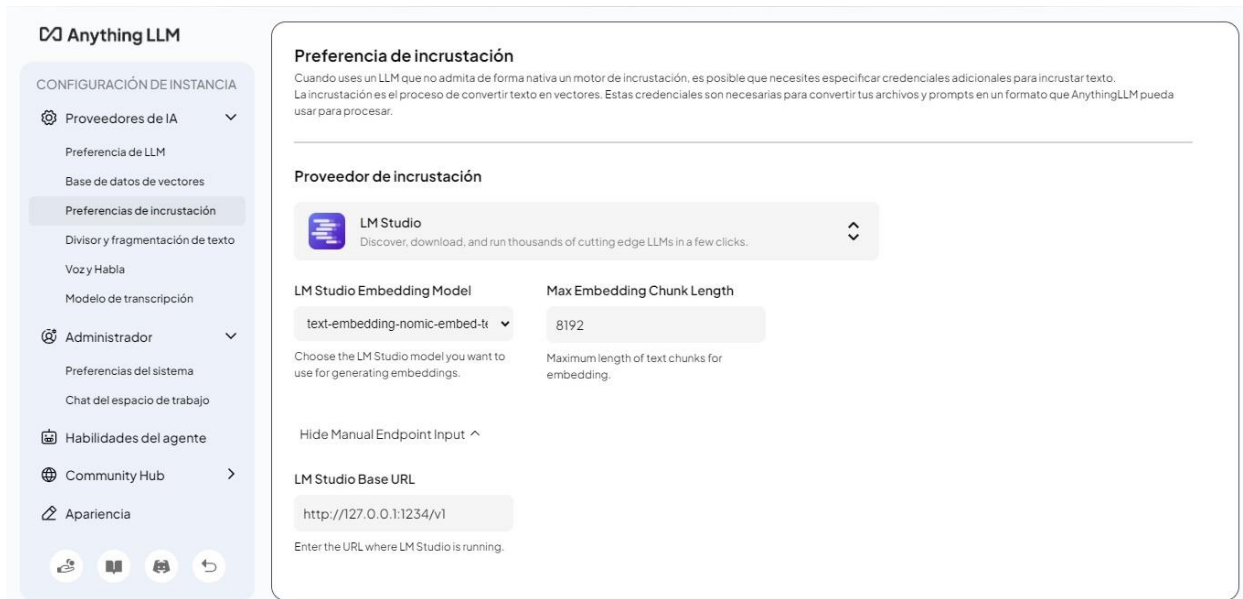 Anything LLM
CONFIGURACIÓN DE INSTANCIA
Proveedores de IA
Preferencia de LLM
Base de datos de vectores
Preferencias de incrustación
Divisor y fragmentación de texto
Voz y Habla
Modelo de transcripción
Administrador
Preferencias del sistema
Chat del espacio de trabajo
Habilidades del agente
Community Hub
Apariencia
Preferencia de incrustación
Cuando uses un LLM que no admita de forma nativa un motor de incrustación, es posible que necesites especificar credenciales adicionales para incrustar texto.
La incrustación es el proceso de convertir texto en vectores. Estas credenciales son necesarias para convertir tus archivos y prompts en un formato que AnythingLLM pueda
usar para procesar.
Proveedor de incrustación
LM Studio
Discover, download, and run thousands of cutting edge LLMs in a few clicks.
LM Studio Embedding Model
text-embedding-nomic-embed-te
Choose the LM Studio model you want to
use for generating embeddings.
Max Embedding Chunk Length
8192
Maximum length of text chunks for
embedding.
Hide Manual Endpoint Input
LM Studio Base URL
http://127.0.0.1:1234/v1
Enter the URL where LM Studio is running.